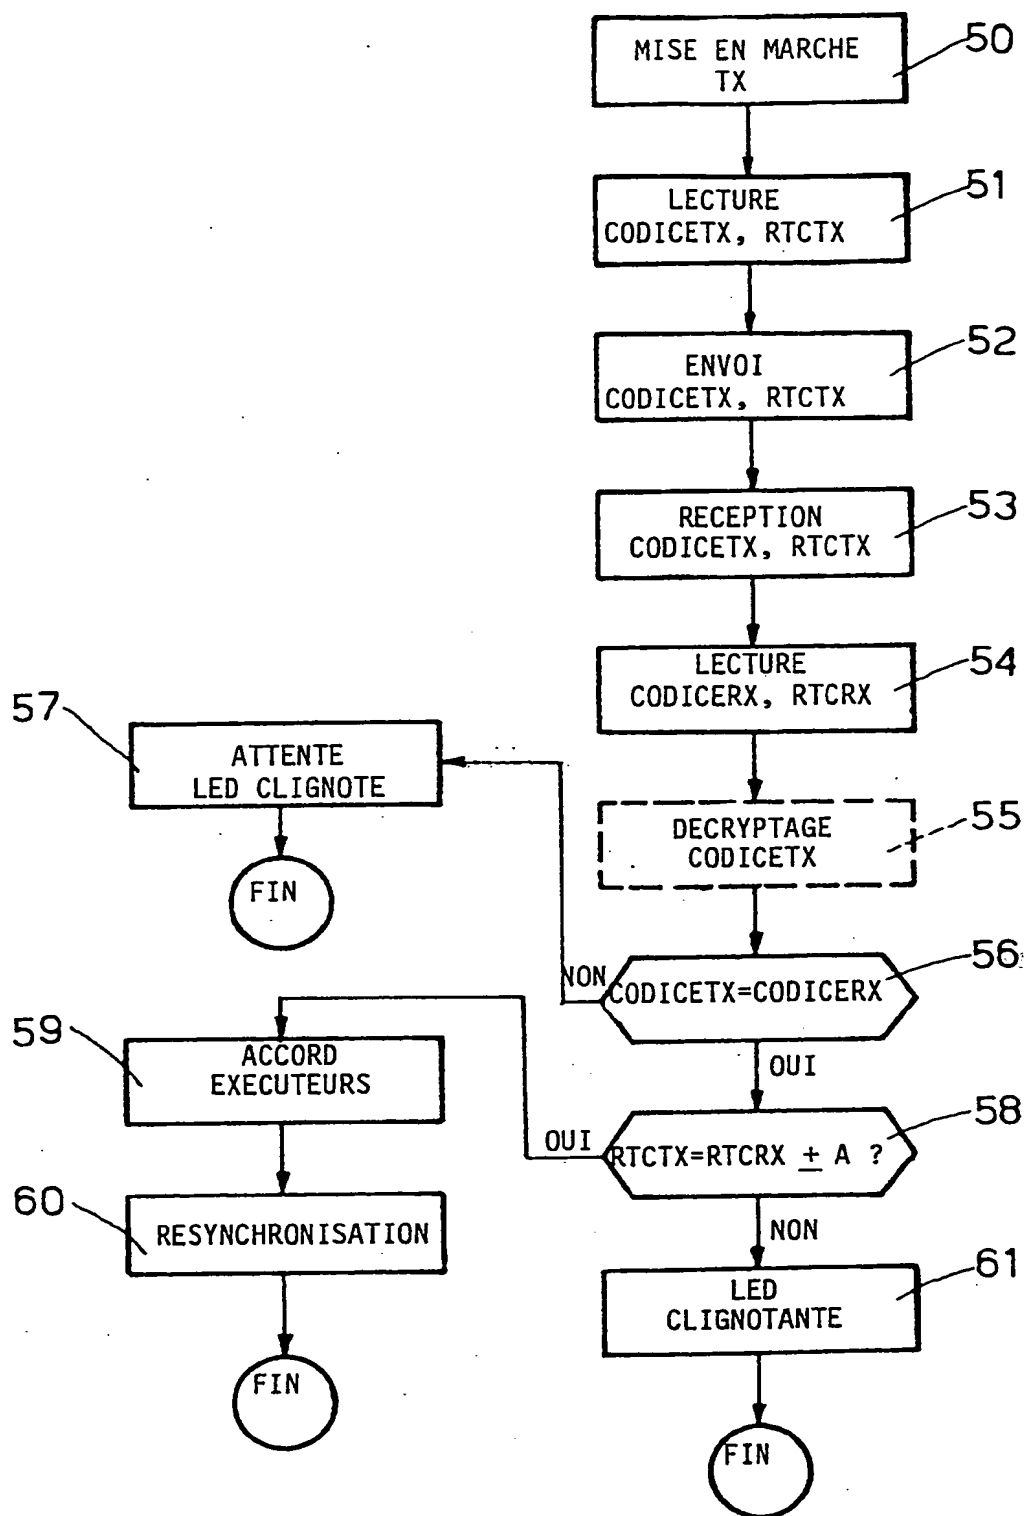 MISE EN MARCHE
TX
50
LECTURE
CODICETX, RTCTX
51
ENVOI
CODICETX, RTCTX
52
RECEPTION
CODICETX, RTCTX
53
LECTURE
CODICERX, RTCRX
54
DECRYPTAGE
CODICETX
55
CODICETX=CODICERX
56
NON
OUI
57
ATTENTE
LED CLIGNOTE
FIN
RTCTX=RTCRX ± A ?
58
OUI
NON
59
ACCORD
EXECUTEURS
60
RESYNCHRONISATION
FIN
LED
CLIGNOTANTE
61
FIN